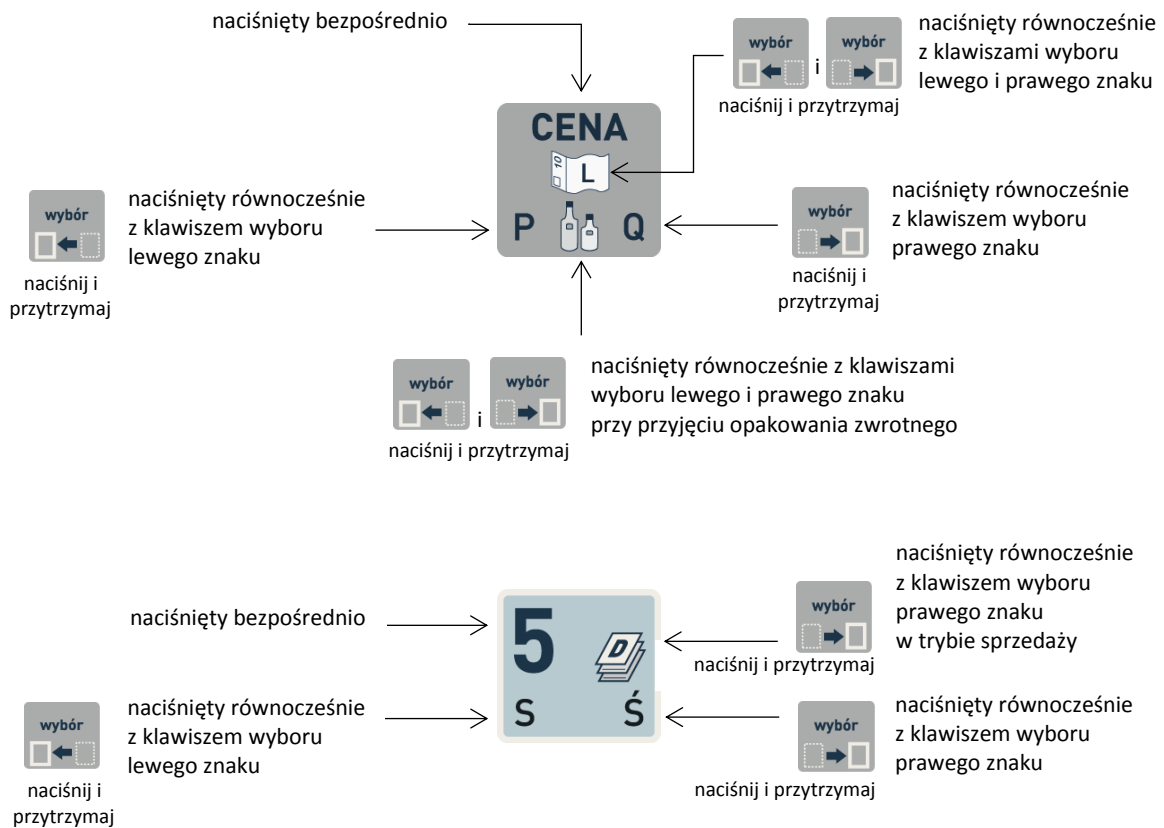 naciśnięty bezpośrednio
wybór
i
wybór
naciśnij i przytrzymaj
naciśnięty równocześnie
z klawiszami wyboru
lewego i prawego znaku
CENA
10
L
P
Q
wybór
naciśnij i
przytrzymaj
naciśnięty równocześnie
z klawiszem wyboru
lewego znaku
wybór
naciśnij i
przytrzymaj
naciśnięty równocześnie
z klawiszem wyboru
prawego znaku
wybór
i
wybór
naciśnij i przytrzymaj
naciśnięty równocześnie z klawiszami
wyboru lewego i prawego znaku
przy przyjęciu opakowania zwrotnego
naciśnięty bezpośrednio
5
D
S
Ś
wybór
naciśnij i przytrzymaj
naciśnięty równocześnie
z klawiszem wyboru
prawego znaku
w trybie sprzedaży
wybór
naciśnij i
przytrzymaj
naciśnięty równocześnie
z klawiszem wyboru
lewego znaku
wybór
naciśnij i przytrzymaj
naciśnięty równocześnie
z klawiszem wyboru
prawego znaku